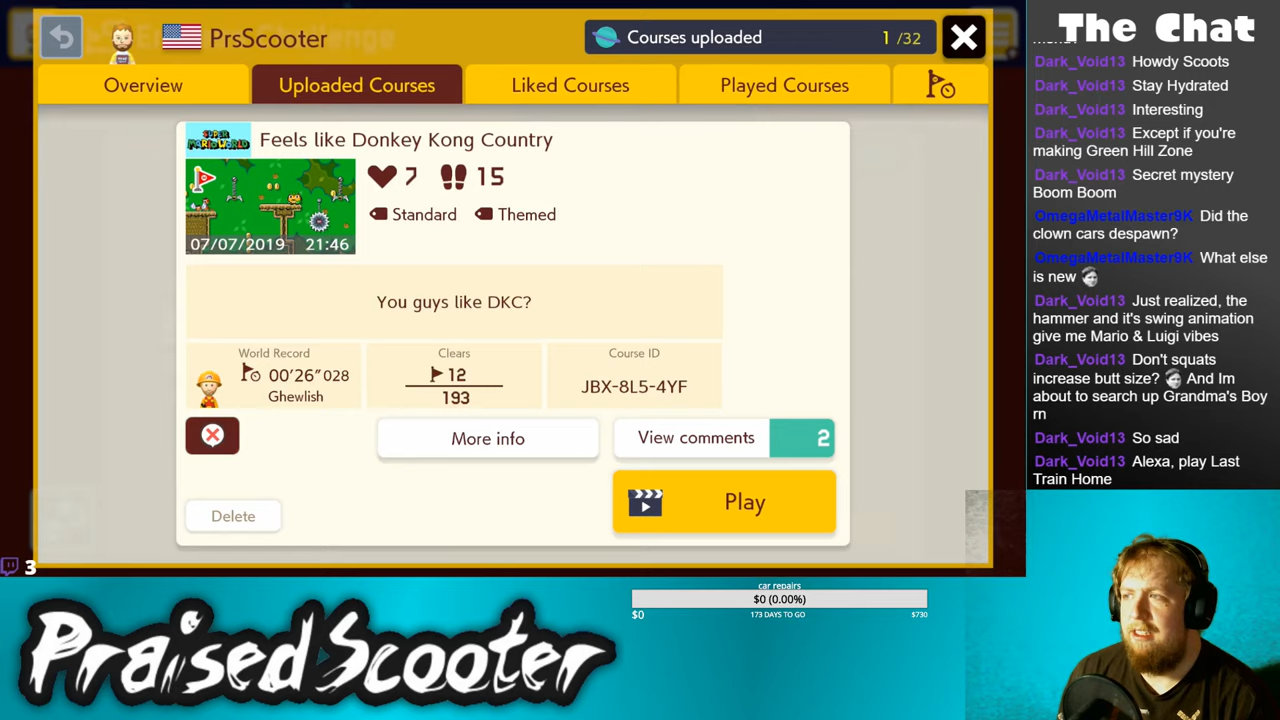 PrsScooter
Courses uploaded 1 /32
Overview
Uploaded Courses
Liked Courses
Played Courses
SUPER MARIO WORLD
Feels like Donkey Kong Country
7 15
Standard Themed
07/07/2019 21:46
You guys like DKC?
World Record
00'26"028
Ghewlish
Clears
12
193
Course ID
JBX-8L5-4YF
More info
View comments 2
Delete
Play
3
PraisedScooter
car repairs
$0 (0.00%)
$0 173 DAYS TO GO $730
The Chat
Dark_Void13 Howdy Scoots
Dark_Void13 Stay Hydrated
Dark_Void13 Interesting
Dark_Void13 Except if you're
making Green Hill Zone
Dark_Void13 Secret mystery
Boom Boom
OmegaMetalMaster9K Did the
clown cars despawn?
OmegaMetalMaster9K What else
is new
Dark_Void13 Just realized, the
hammer and it's swing animation
give me Mario & Luigi vibes
Dark_Void13 Don't squats
increase butt size? And Im
about to search up Grandma's Boy
rn
Dark_Void13 So sad
Dark_Void13 Alexa, play Last
Train Home